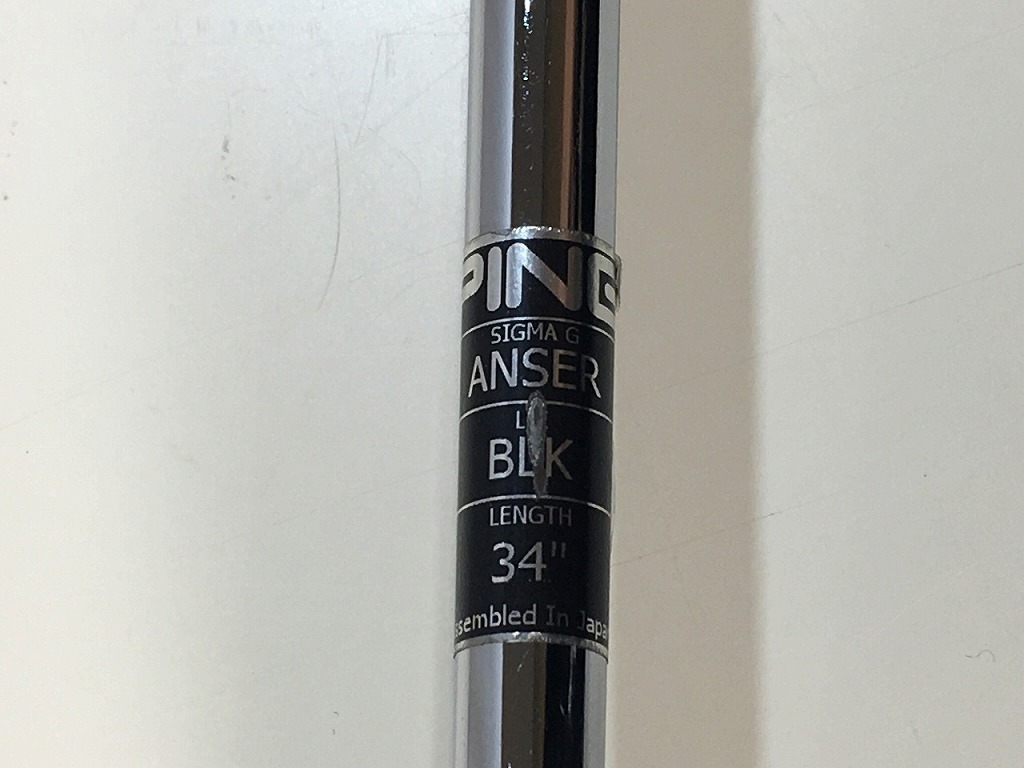 PING
SIGMA G
ANSER
BLK
LENGTH
34"
ssembled In Japa